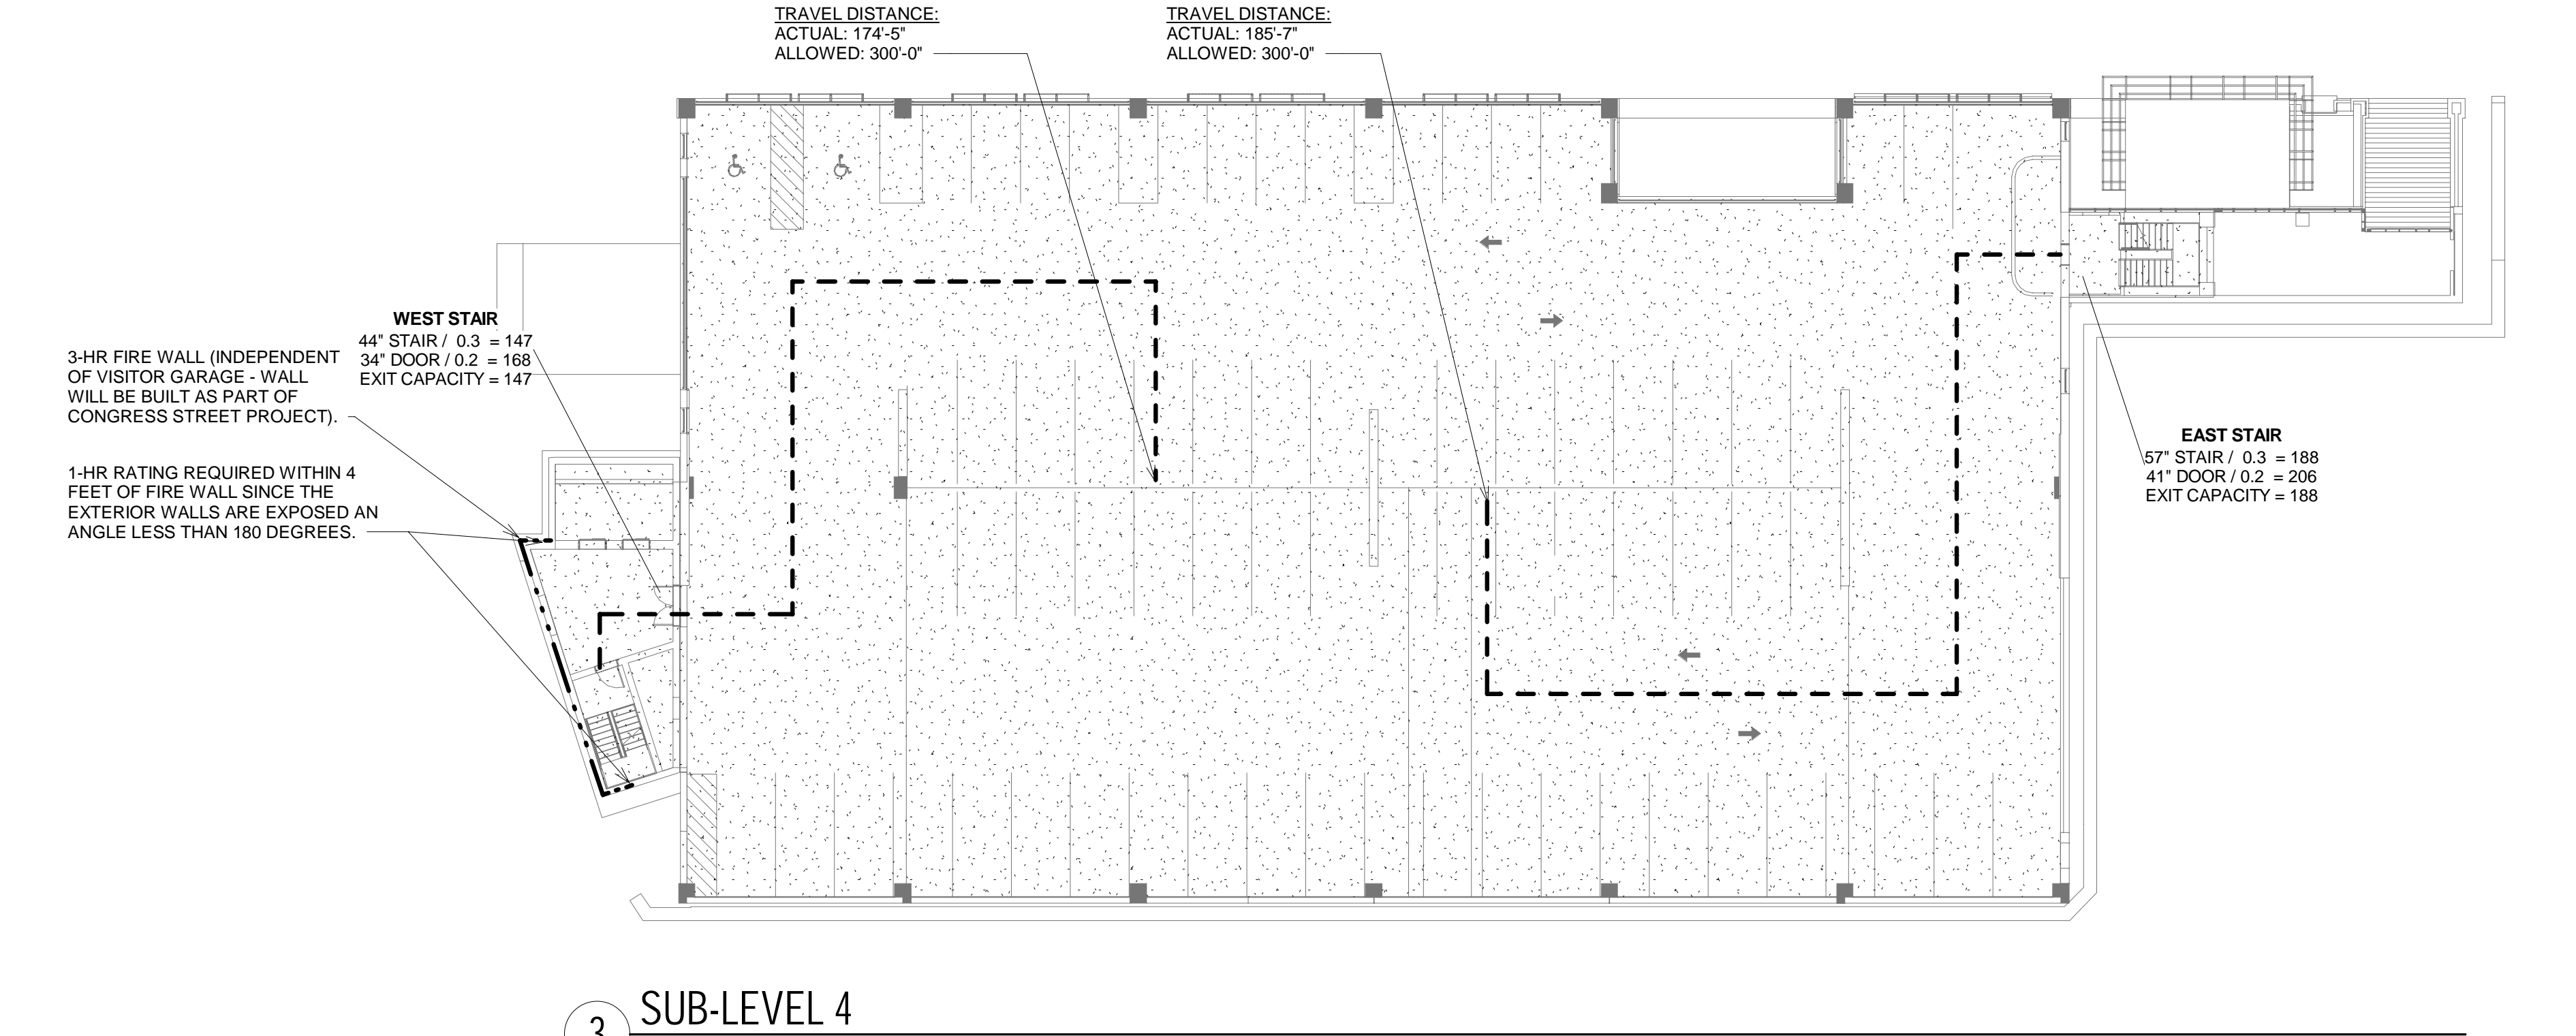 TRAVEL DISTANCE:
ACTUAL: 174'-5"
ALLOWED: 300'-0"
TRAVEL DISTANCE:
ACTUAL: 185'-7"
ALLOWED: 300'-0"
WEST STAIR
44" STAIR / 0.3 = 147
34" DOOR / 0.2 = 168
EXIT CAPACITY = 147
3-HR FIRE WALL (INDEPENDENT
OF VISITOR GARAGE - WALL
WILL BE BUILT AS PART OF
CONGRESS STREET PROJECT).
1-HR RATING REQUIRED WITHIN 4
FEET OF FIRE WALL SINCE THE
EXTERIOR WALLS ARE EXPOSED AN
ANGLE LESS THAN 180 DEGREES.
EAST STAIR
57" STAIR / 0.3 = 188
41" DOOR / 0.2 = 206
EXIT CAPACITY = 188
3
SUB-LEVEL 4